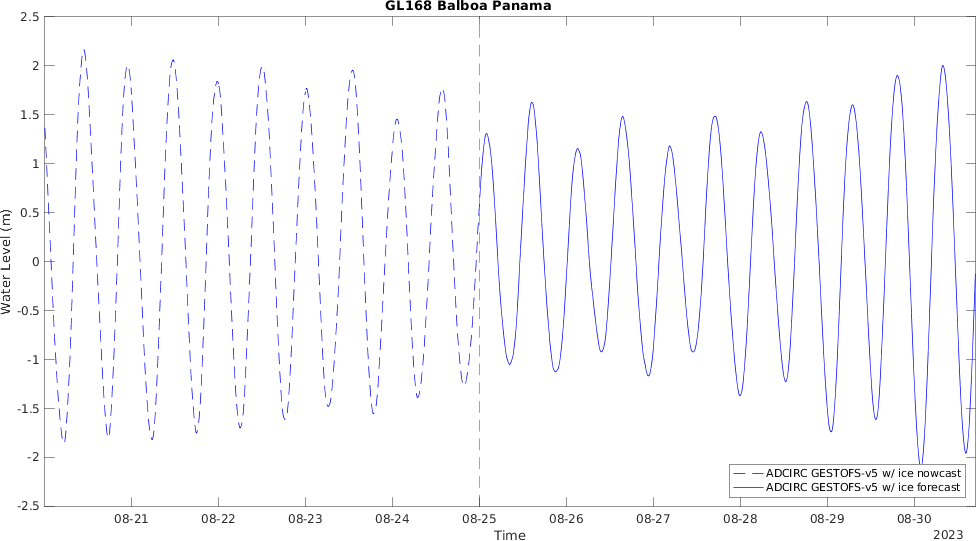 GL168 Balboa Panama
2.5
2
1.5
1
0.5
0
-0.5
-1
-1.5
-2
-2.5
Water Level (m)
ADCIRC GESTOFS-v5 w/ ice nowcast
ADCIRC GESTOFS-v5 w/ ice forecast
08-21 08-22 08-23 08-24 08-25 08-26 08-27 08-28 08-29 08-30
Time
2023